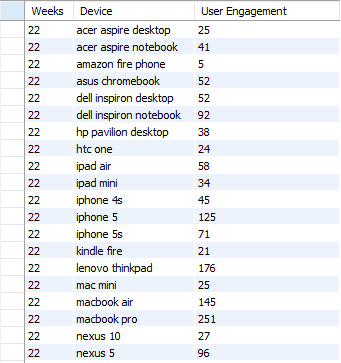 Weeks Device User Engagement
22 acer aspire desktop 25
22 acer aspire notebook 41
22 amazon fire phone 5
22 asus chromebook 52
22 dell inspiron desktop 52
22 dell inspiron notebook 92
22 hp pavilion desktop 38
22 htc one 24
22 ipad air 58
22 ipad mini 34
22 iphone 4s 45
22 iphone 5 125
22 iphone 5s 71
22 kindle fire 21
22 lenovo thinkpad 176
22 mac mini 25
22 macbook air 145
22 macbook pro 251
22 nexus 10 27
22 nexus 5 96